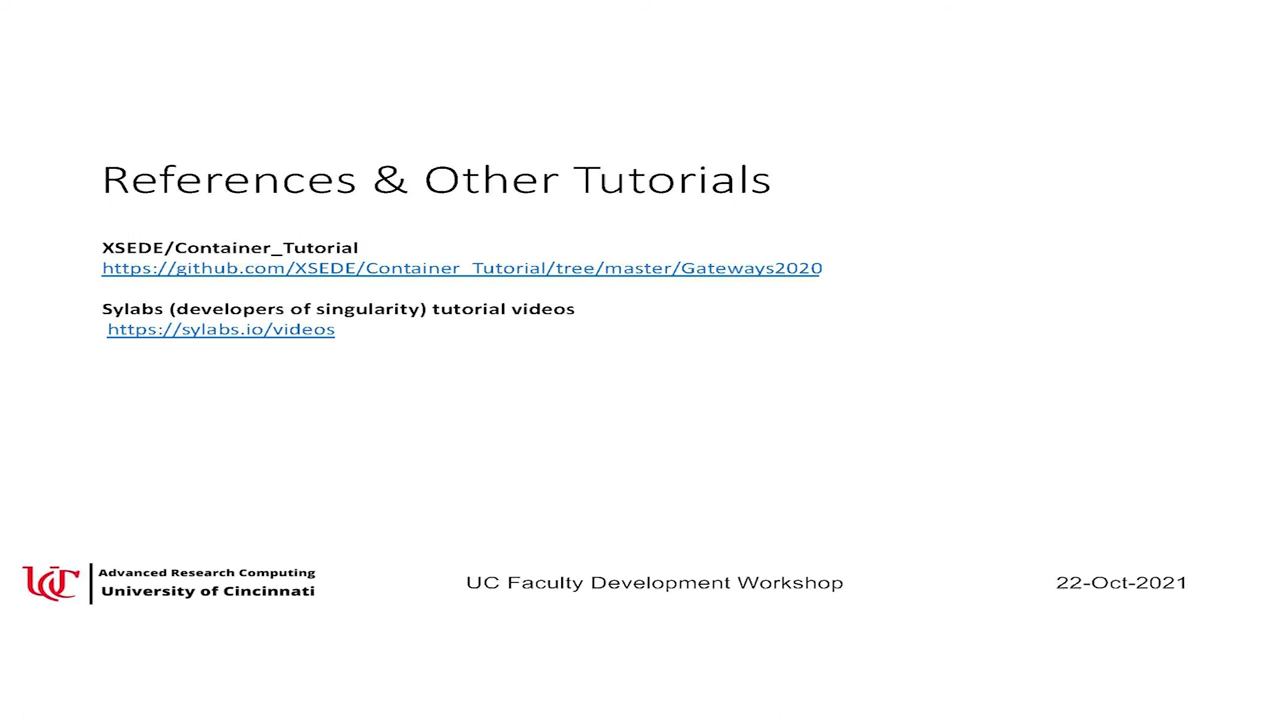 References & Other Tutorials
XSEDE/Container_Tutorial
https://github.com/XSEDE/Container_Tutorial/tree/master/Gateways2020
Sylabs (developers of singularity) tutorial videos
https://sylabs.io/videos
UC
Advanced Research Computing
University of Cincinnati
UC Faculty Development Workshop
22-Oct-2021